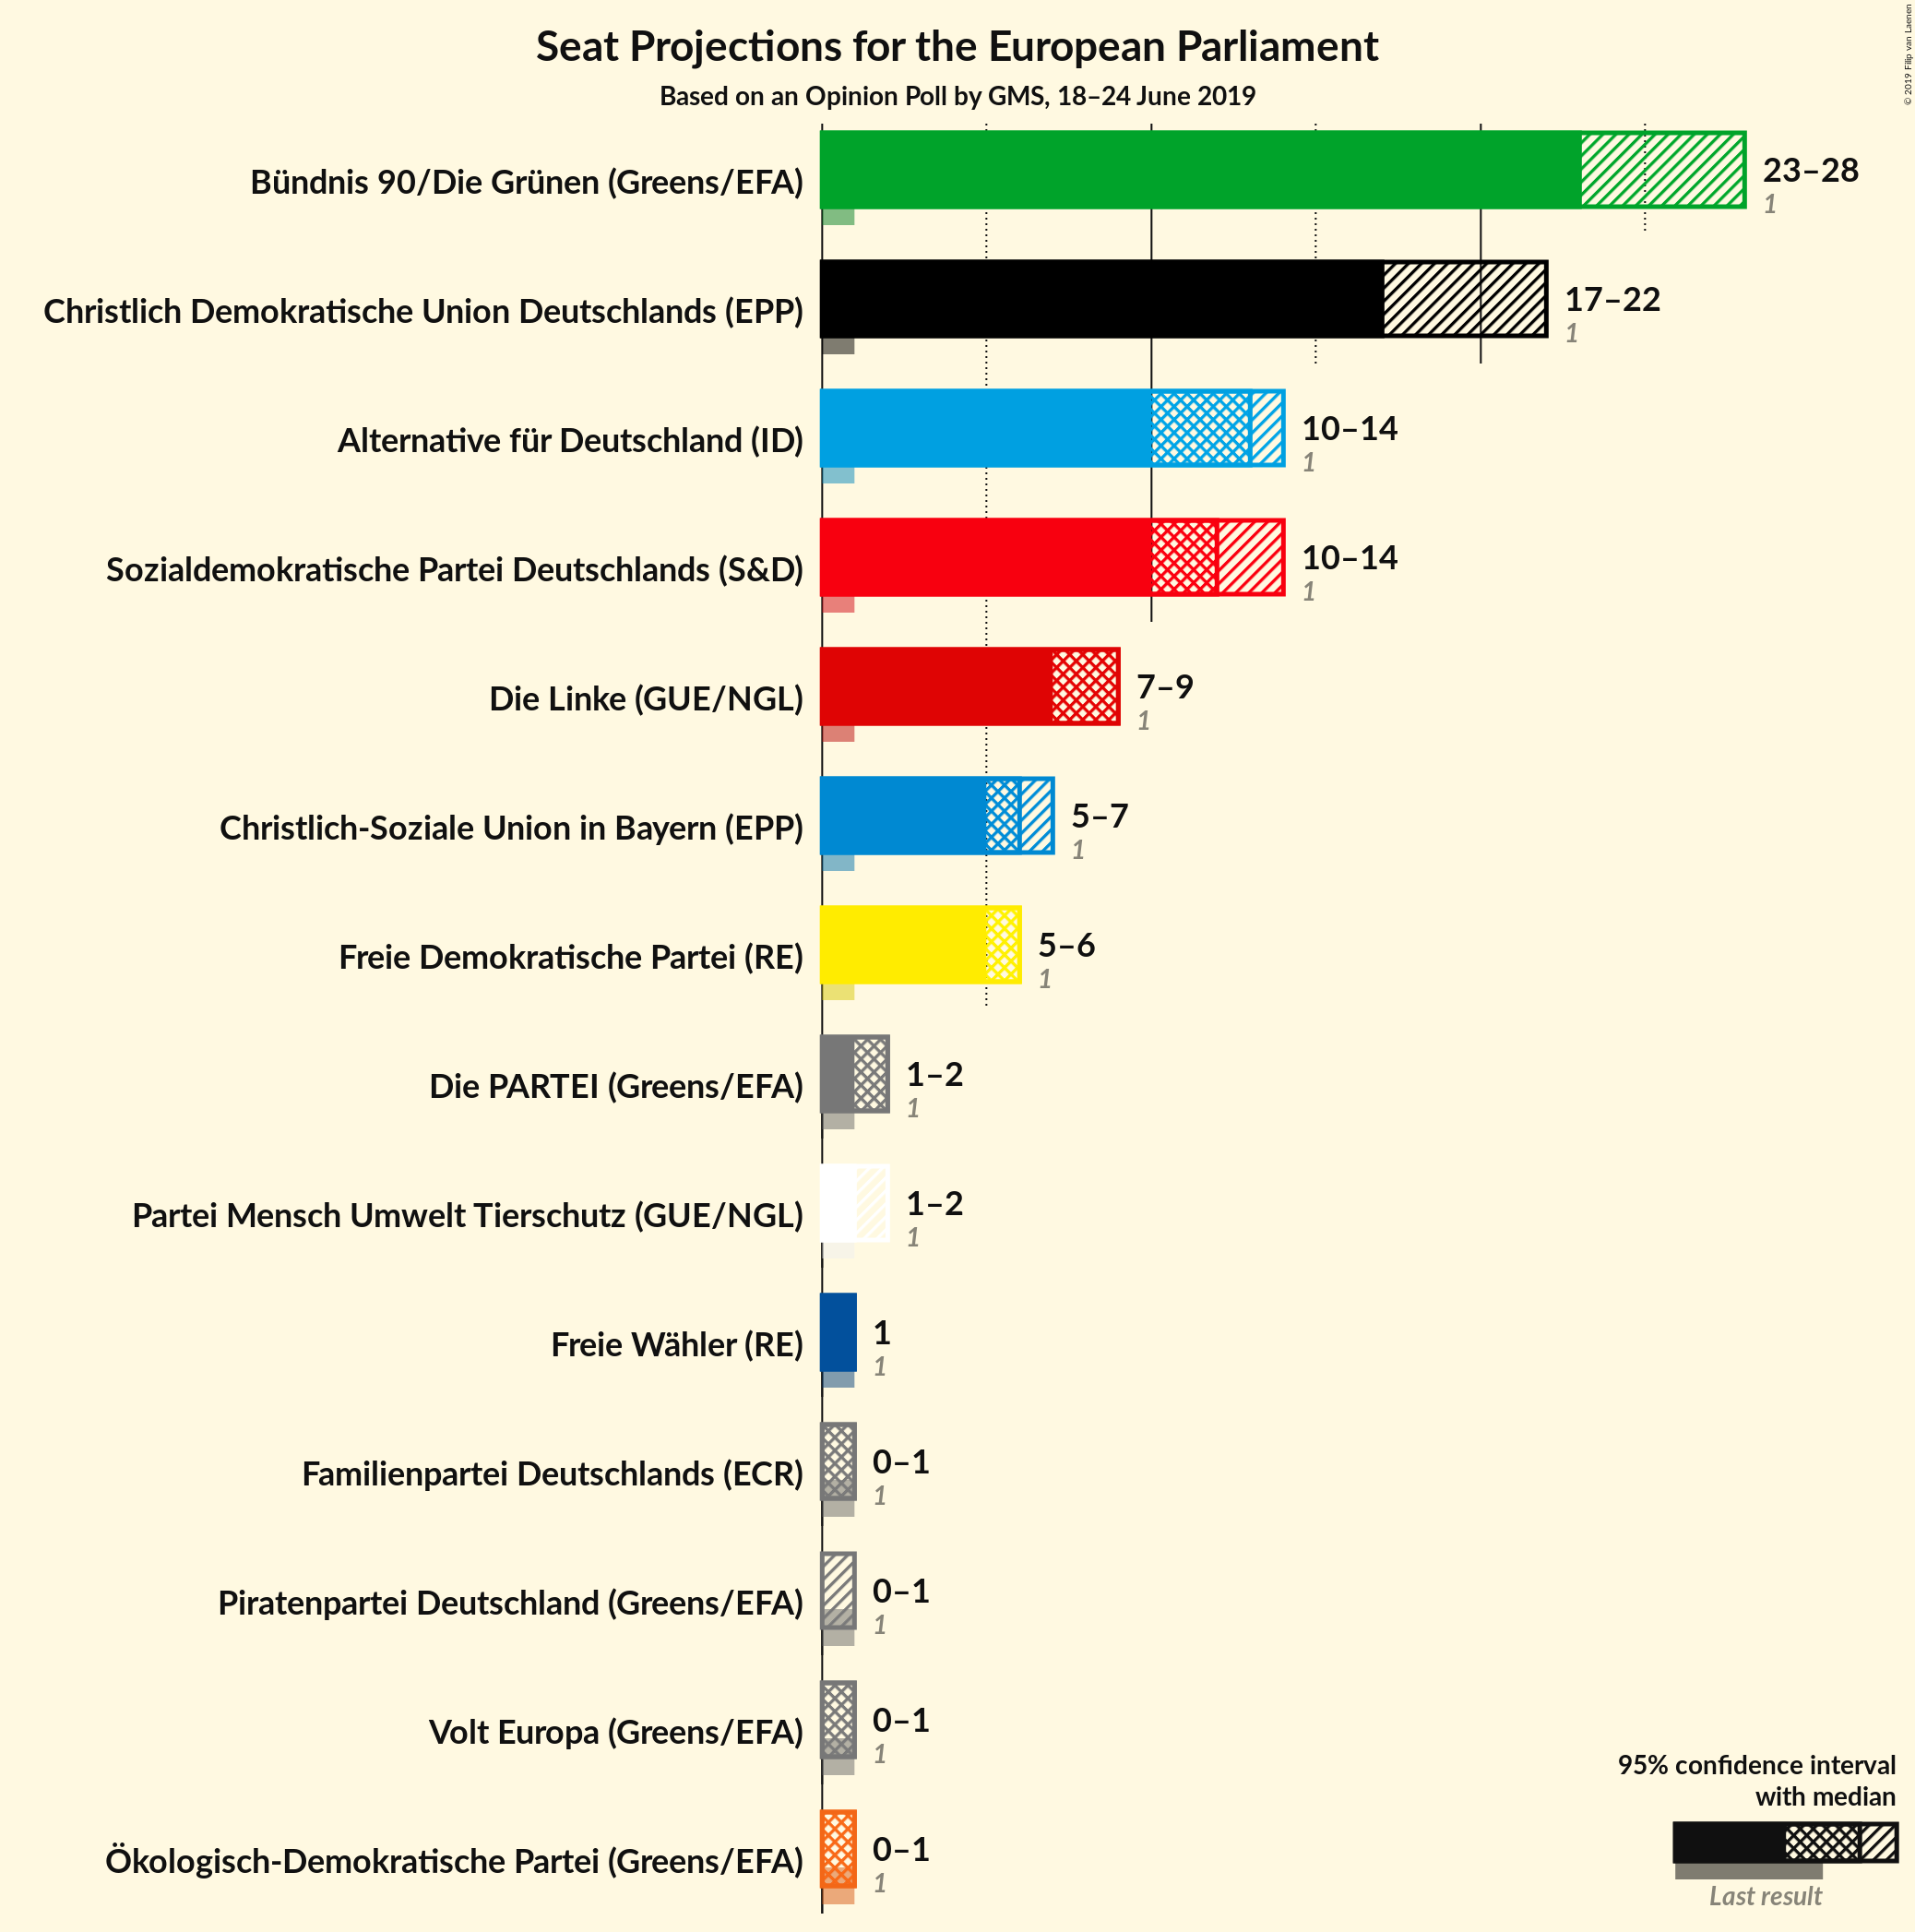 © 2019 Filip van Laenen
Seat Projections for the European Parliament
Based on an Opinion Poll by GMS, 18–24 June 2019
Bündnis 90/Die Grünen (Greens/EFA)
23–28
1
Christlich Demokratische Union Deutschlands (EPP)
17–22
1
Alternative für Deutschland (ID)
10–14
1
Sozialdemokratische Partei Deutschlands (S&D)
10–14
1
Die Linke (GUE/NGL)
7–9
1
Christlich-Soziale Union in Bayern (EPP)
5–7
1
Freie Demokratische Partei (RE)
5–6
1
Die PARTEI (Greens/EFA)
1–2
1
Partei Mensch Umwelt Tierschutz (GUE/NGL)
1–2
1
Freie Wähler (RE)
1
1
Familienpartei Deutschlands (ECR)
0–1
1
Piratenpartei Deutschland (Greens/EFA)
0–1
1
Volt Europa (Greens/EFA)
0–1
1
Ökologisch-Demokratische Partei (Greens/EFA)
0–1
1
95% confidence interval
with median
Last result